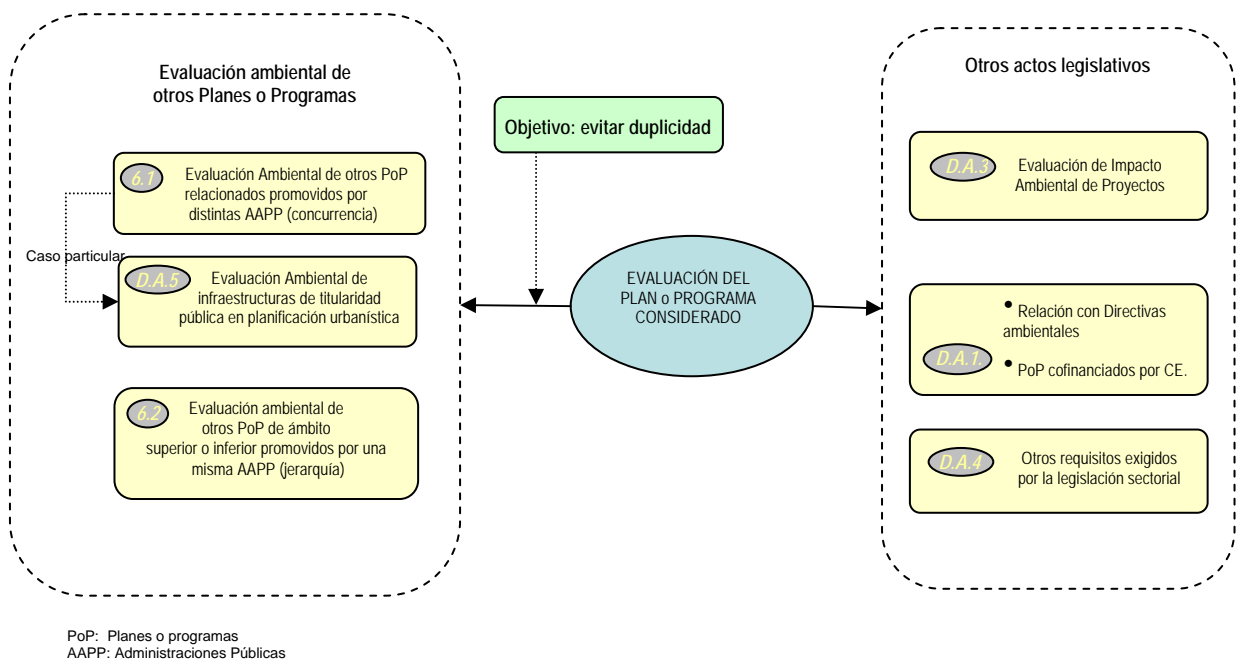 Evaluación ambiental de
otros Planes o Programas
6.1
Evaluación Ambiental de otros PoP
relacionados promovidos por
distintas AAPP (concurrencia)
Caso particular
D.A.5
Evaluación Ambiental de
infraestructuras de titularidad
pública en planificación urbanística
6.2
Evaluación ambiental de
otros PoP de ámbito
superior o inferior promovidos por una
misma AAPP (jerarquía)
Objetivo: evitar duplicidad
EVALUACIÓN DEL
PLAN o PROGRAMA
CONSIDERADO
Otros actos legislativos
D.A.3
Evaluación de Impacto
Ambiental de Proyectos
D.A.1.
• Relación con Directivas
ambientales
• PoP cofinanciados por CE.
D.A.4
Otros requisitos exigidos
por la legislación sectorial
PoP: Planes o programas
AAPP: Administraciones Públicas